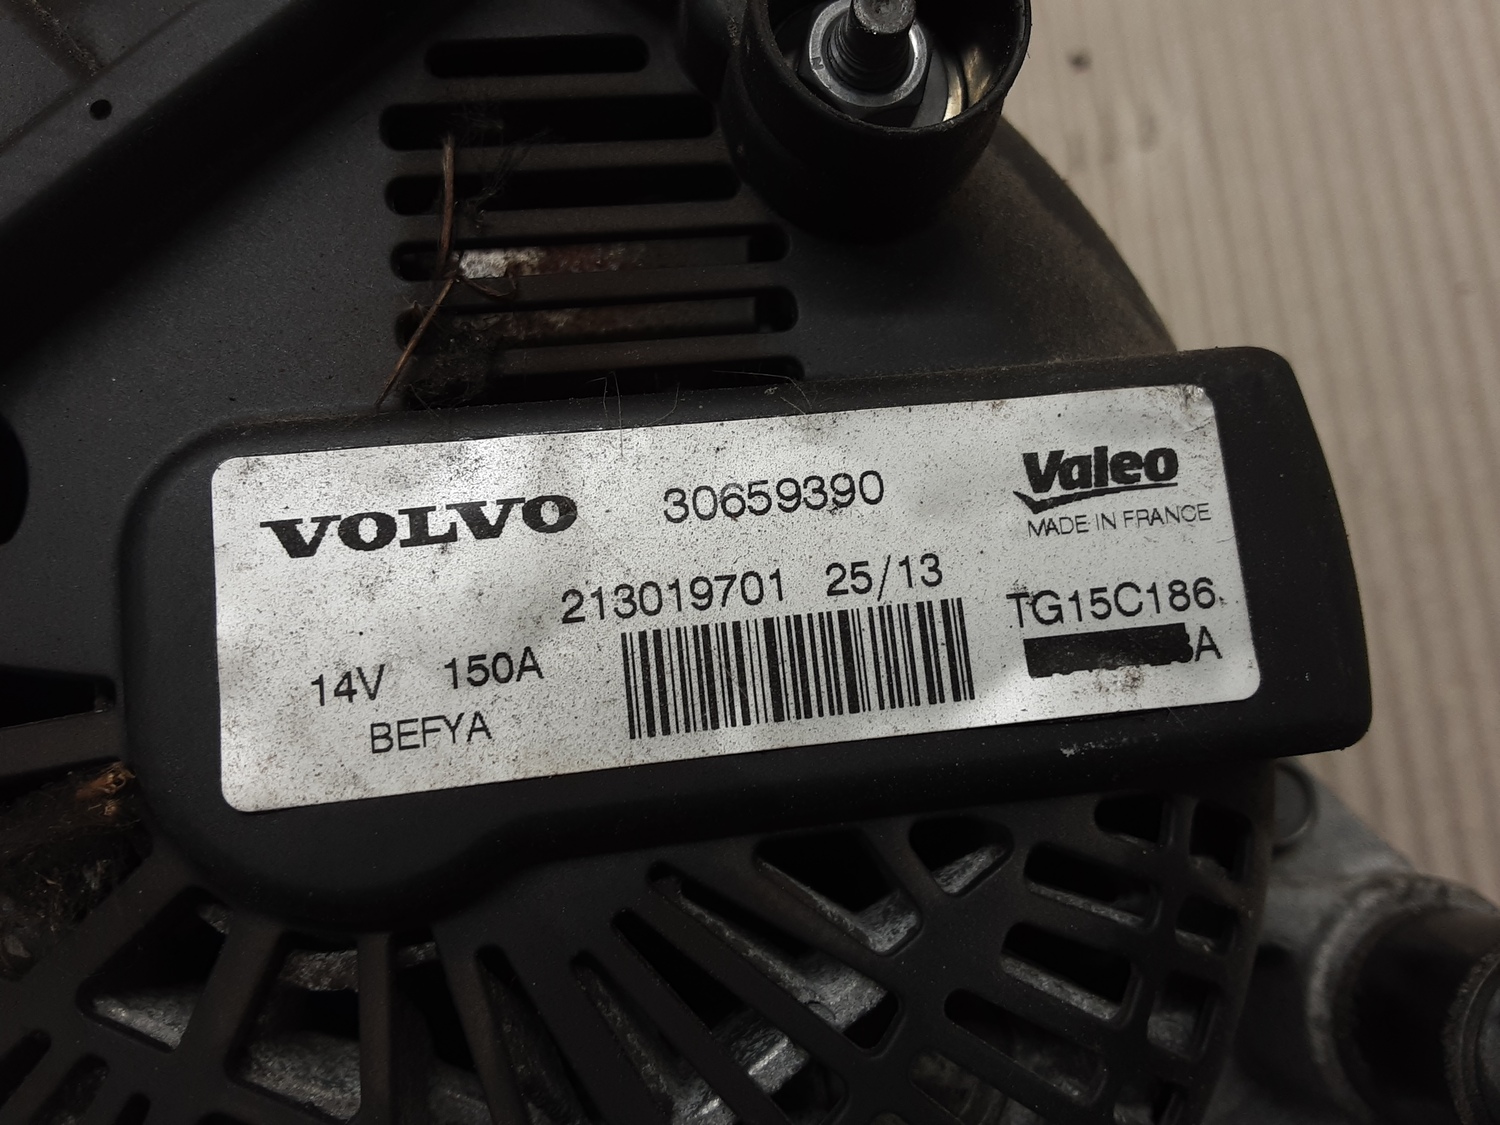 VOLVO 30659390 Valeo
MADE IN FRANCE
213019701 25/13 TG15C186
14V 150A
BEFYA